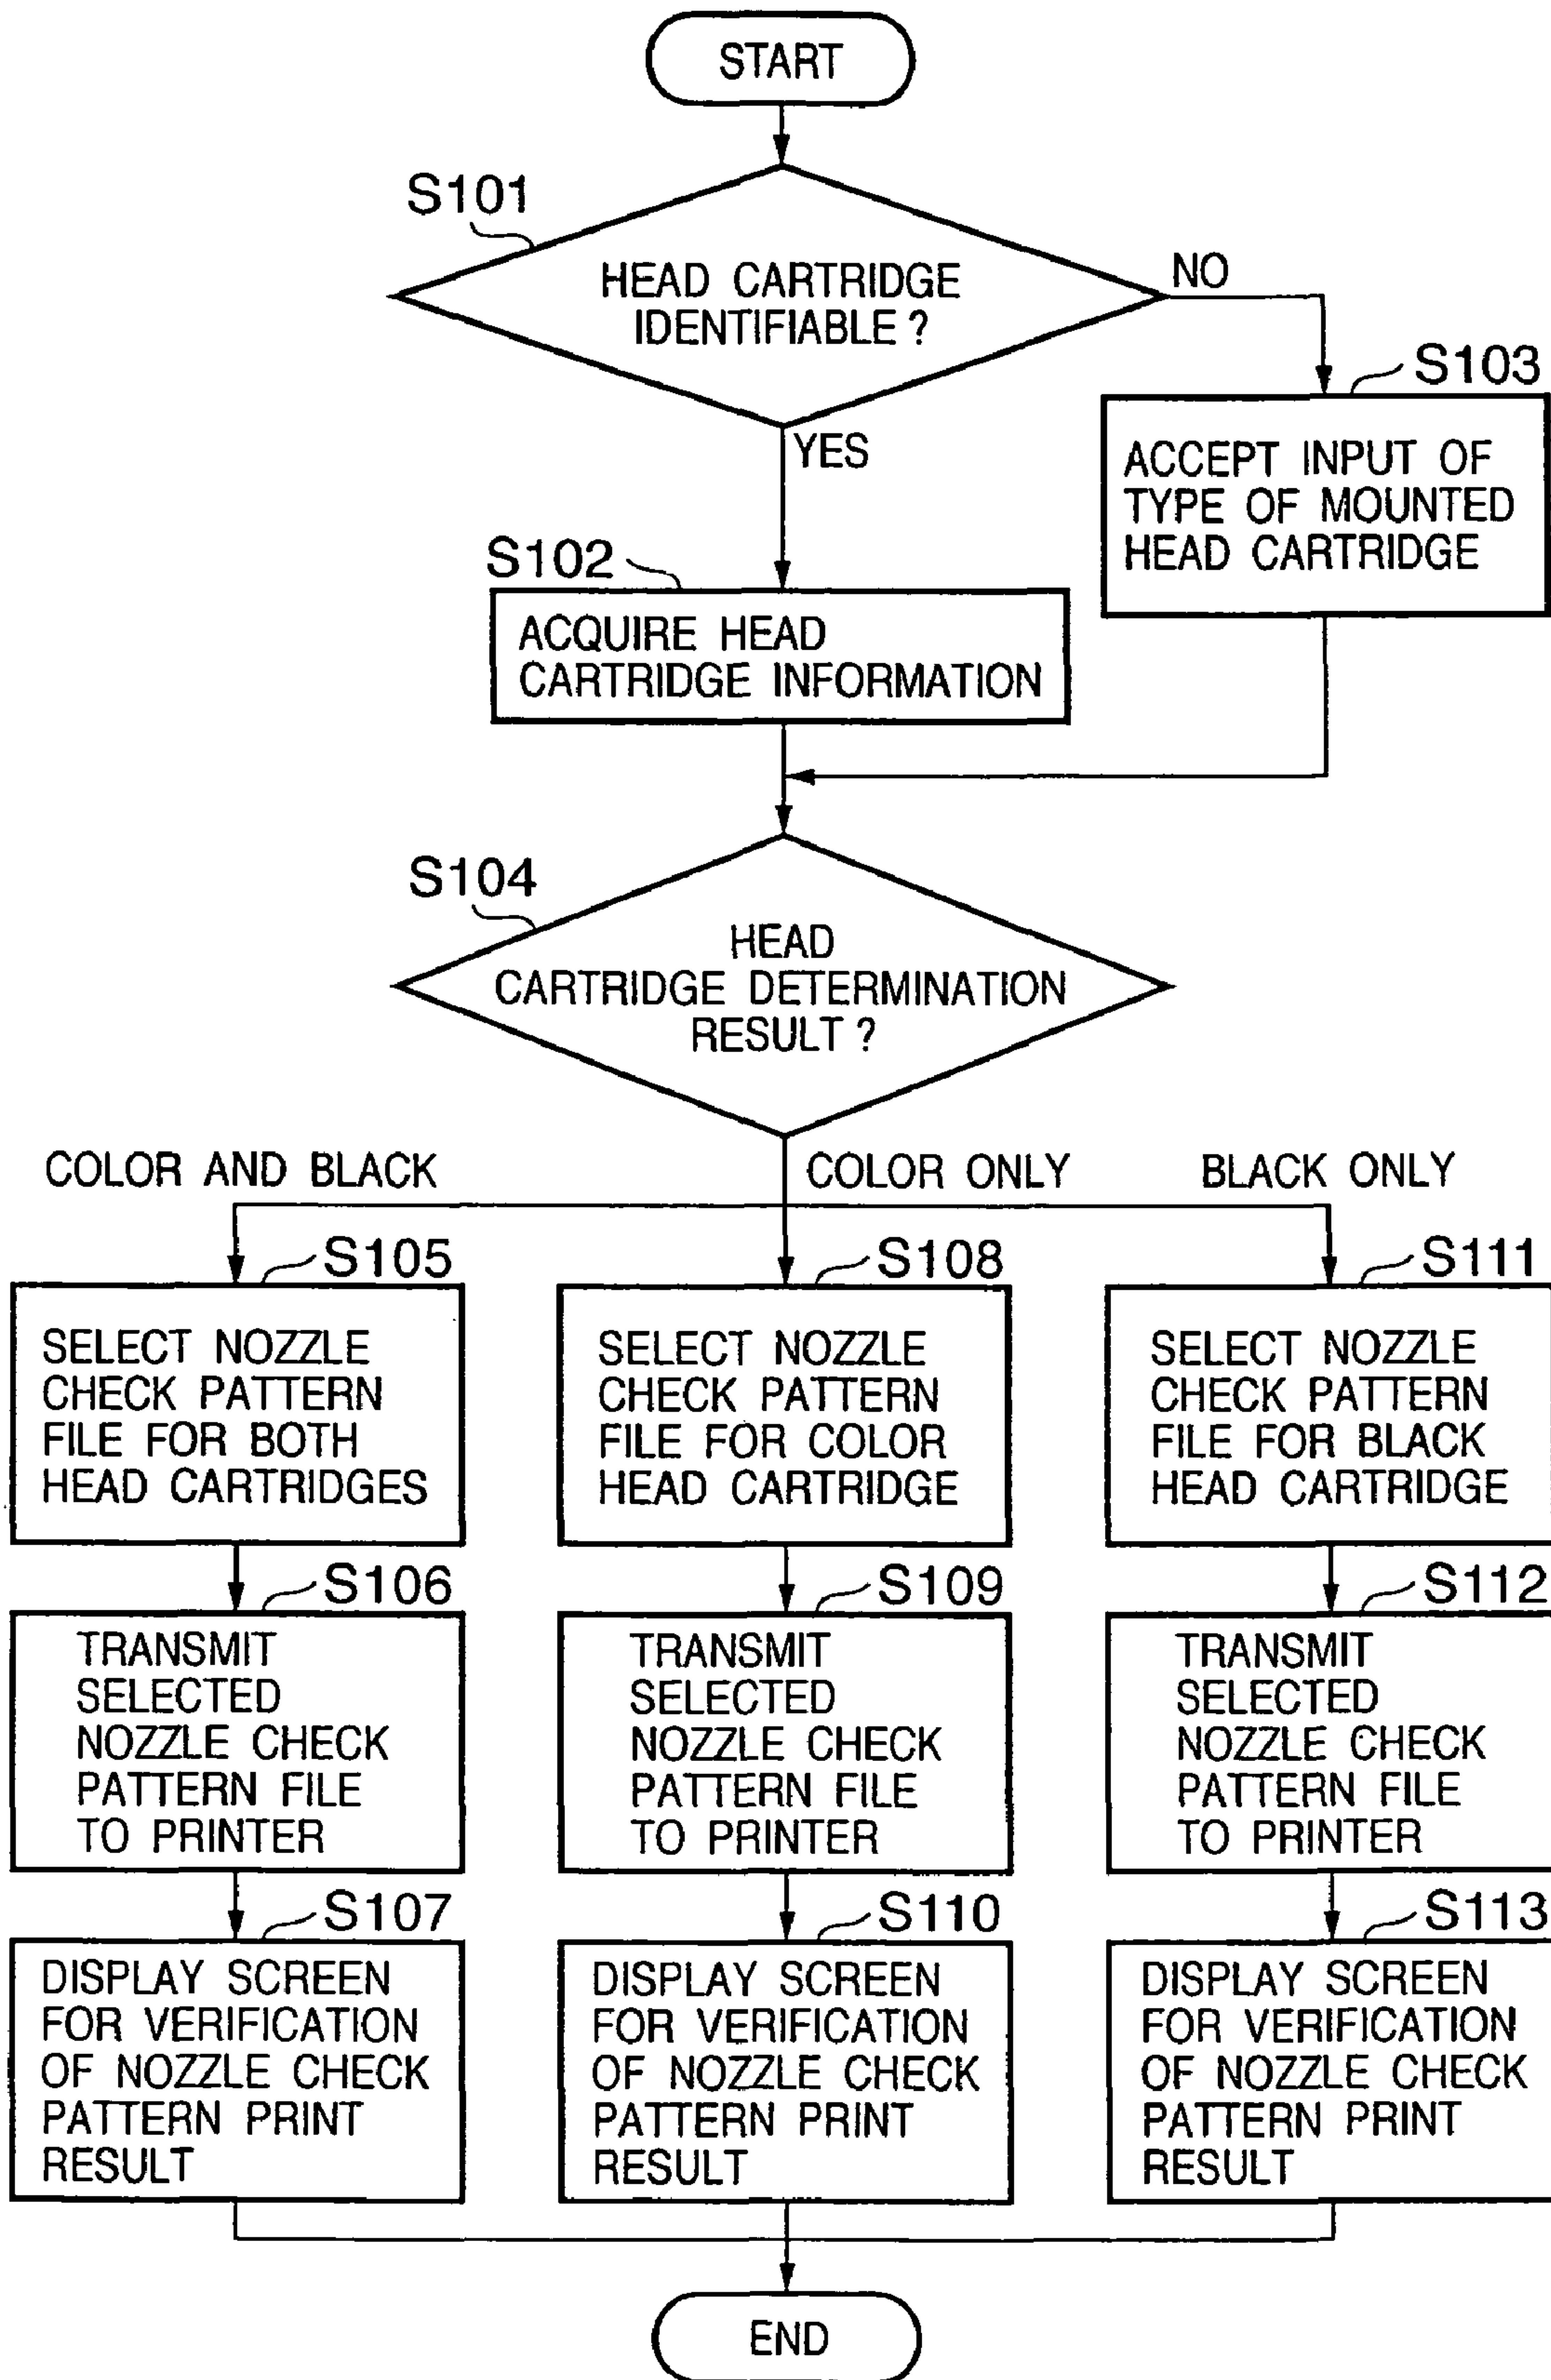 START
S101
HEAD CARTRIDGE
IDENTIFIABLE ?
NO
YES
S103
ACCEPT INPUT OF
TYPE OF MOUNTED
HEAD CARTRIDGE
S102
ACQUIRE HEAD
CARTRIDGE INFORMATION
S104
HEAD
CARTRIDGE DETERMINATION
RESULT ?
COLOR AND BLACK
COLOR ONLY
BLACK ONLY
S105
SELECT NOZZLE
CHECK PATTERN
FILE FOR BOTH
HEAD CARTRIDGES
S108
SELECT NOZZLE
CHECK PATTERN
FILE FOR COLOR
HEAD CARTRIDGE
S111
SELECT NOZZLE
CHECK PATTERN
FILE FOR BLACK
HEAD CARTRIDGE
S106
TRANSMIT
SELECTED
NOZZLE CHECK
PATTERN FILE
TO PRINTER
S109
TRANSMIT
SELECTED
NOZZLE CHECK
PATTERN FILE
TO PRINTER
S112
TRANSMIT
SELECTED
NOZZLE CHECK
PATTERN FILE
TO PRINTER
S107
DISPLAY SCREEN
FOR VERIFICATION
OF NOZZLE CHECK
PATTERN PRINT
RESULT
S110
DISPLAY SCREEN
FOR VERIFICATION
OF NOZZLE CHECK
PATTERN PRINT
RESULT
S113
DISPLAY SCREEN
FOR VERIFICATION
OF NOZZLE CHECK
PATTERN PRINT
RESULT
END